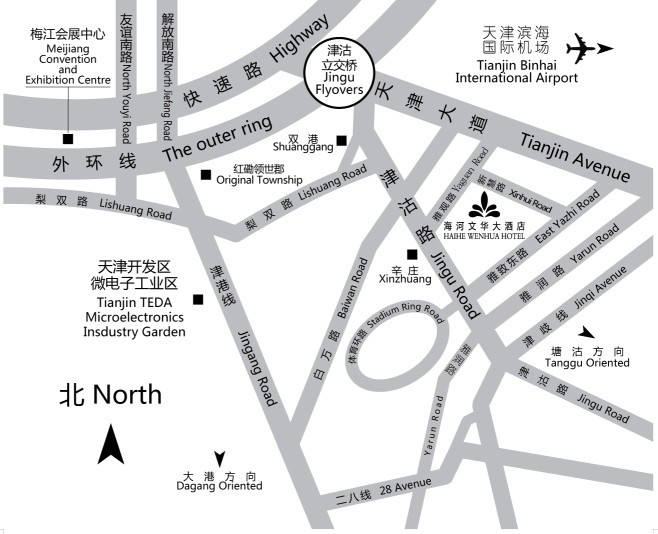 梅江会展中心
Meijiang
Convention
and
Exhibition Centre
友谊南路 North Youyi Road
解放南路 North Jiefang Road
快速路 Highway
津沽
立交桥
Jingu
Flyovers
天津滨海
国际机场
Tianjin Binhai
International Airport
天津大道 Tianjin Avenue
外环线 The outer ring
双港
Shuanggang
红磡领世郡
Original Township
梨双路 Lishuang Road
梨双路 Lishuang Road
津沽路 Jingu Road
雅观路 Yaguan Road
新慧路 Xinhui Road
海河文华大酒店
HAIHE WENHUA HOTEL
雅致东路 East Yazhi Road
雅润路 Yarun Road
津歧线 Jinqi Avenue
辛庄
Xinzhuang
天津开发区
微电子工业区
Tianjin TEDA
Microelectronics
Insdustry Garden
津港线 Jingang Road
白万路 Baiwan Road
体育环路 Stadium Ring Road
雅润路 Yarun Road
塘沽方向
Tanggu Oriented
津沽路 Jingu Road
北 North
大港方向
Dagang Oriented
二八线 28 Avenue